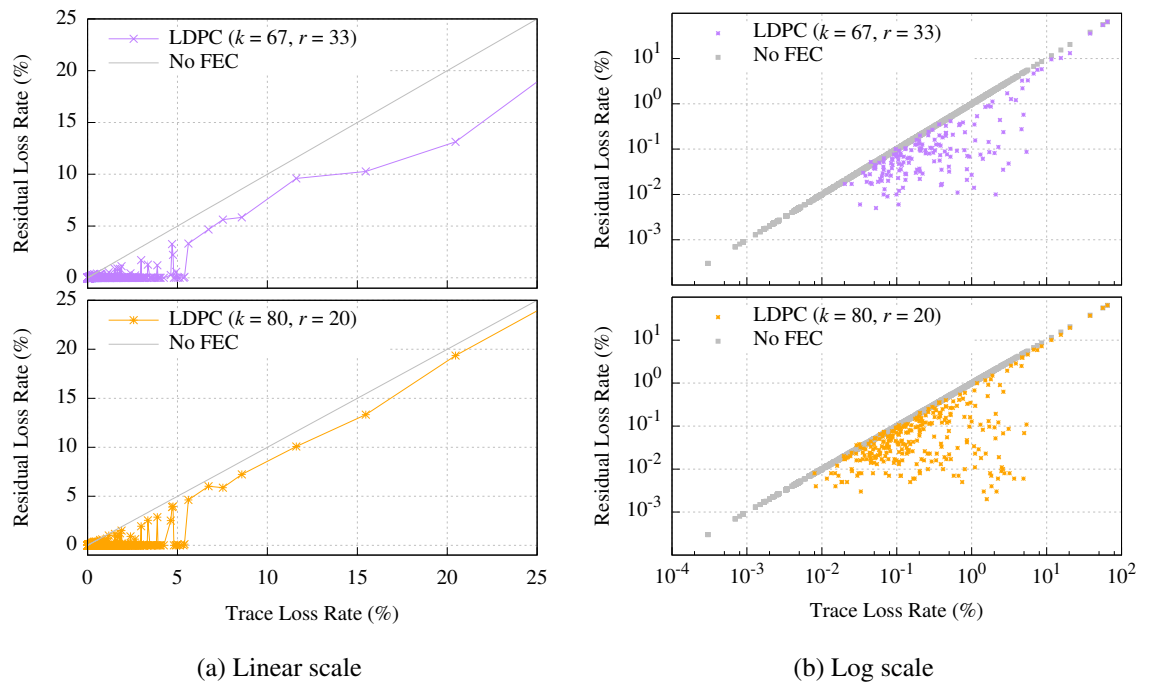 25
20
15
10
5
0
Residual Loss Rate (%)
LDPC (k = 67, r = 33)
No FEC
10^1
10^0
10^-1
10^-2
10^-3
Residual Loss Rate (%)
LDPC (k = 67, r = 33)
No FEC
25
20
15
10
5
0
Residual Loss Rate (%)
LDPC (k = 80, r = 20)
No FEC
0 5 10 15 20 25
Trace Loss Rate (%)
10^1
10^0
10^-1
10^-2
10^-3
Residual Loss Rate (%)
LDPC (k = 80, r = 20)
No FEC
10^-4 10^-3 10^-2 10^-1 10^0 10^1 10^2
Trace Loss Rate (%)
(a) Linear scale
(b) Log scale